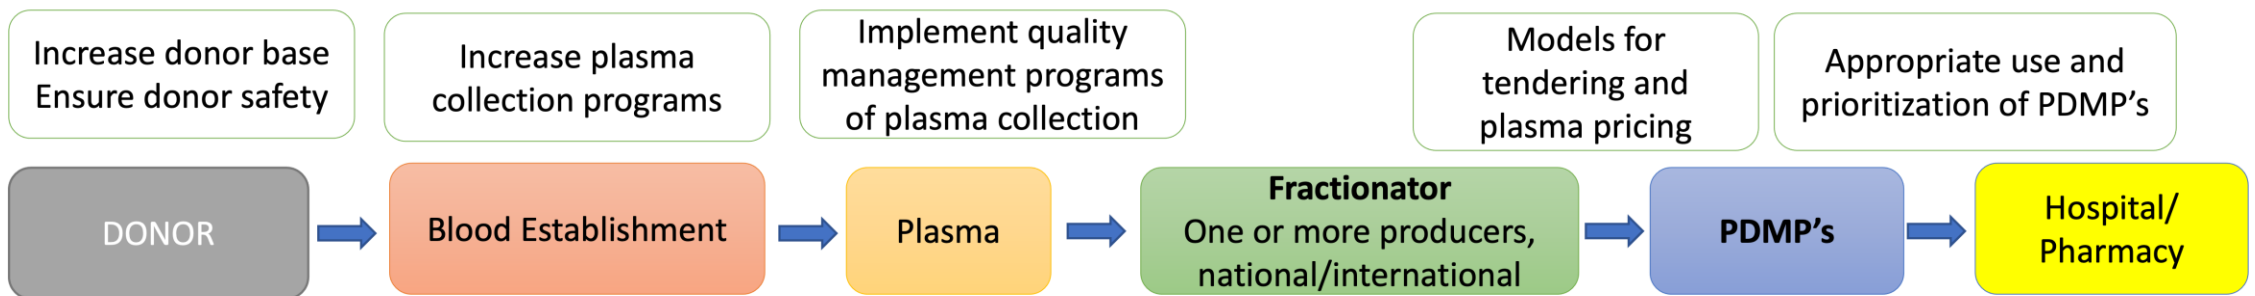 Increase donor base
Ensure donor safety
Increase plasma
collection programs
Implement quality
management programs
of plasma collection
Models for
tendering and
plasma pricing
Appropriate use and
prioritization of PDMP’s
DONOR
Blood Establishment
Plasma
Fractionator
One or more producers,
national/international
PDMP’s
Hospital/
Pharmacy